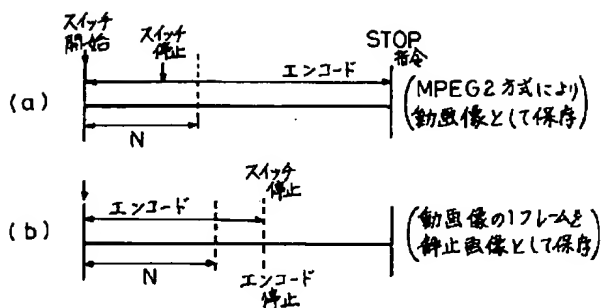 スイッチ
開始
スイッチ
停止
STOP
指令
エンコード
(a)
N
(MPEG2方式により
動画像として保存)
スイッチ
停止
エンコード
(b)
N
エンコード
停止
(動画像の1フレームを
静止画像として保存)